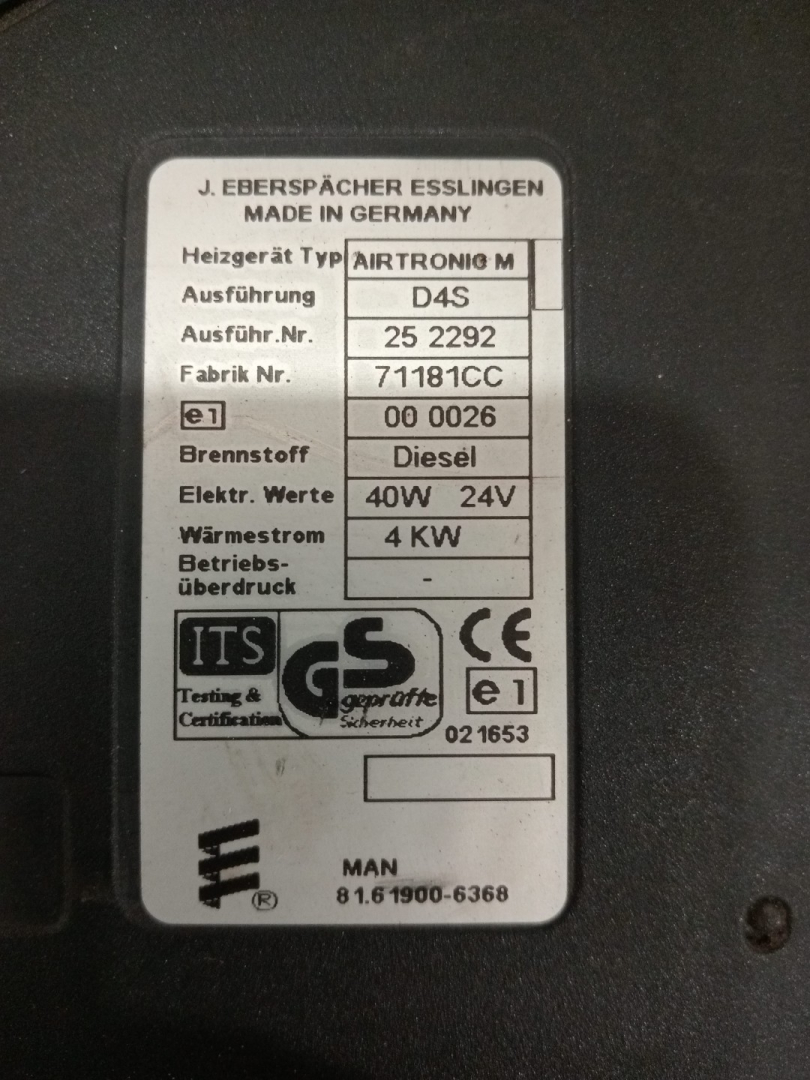 J. EBERSPÄCHER ESSLINGEN
MADE IN GERMANY
Heizgerät Typ AIRTRONIC M
Ausführung D4S
Ausführ.Nr. 25 2292
Fabrik Nr. 71181CC
e1 00 0026
Brennstoff Diesel
Elektr. Werte 40W 24V
Wärmestrom 4 KW
Betriebs-
überdruck -
ITS
Testing &
Certification
GS
geprüfte
Sicherheit
CE
e1
021653
®
MAN
81.61900-6368